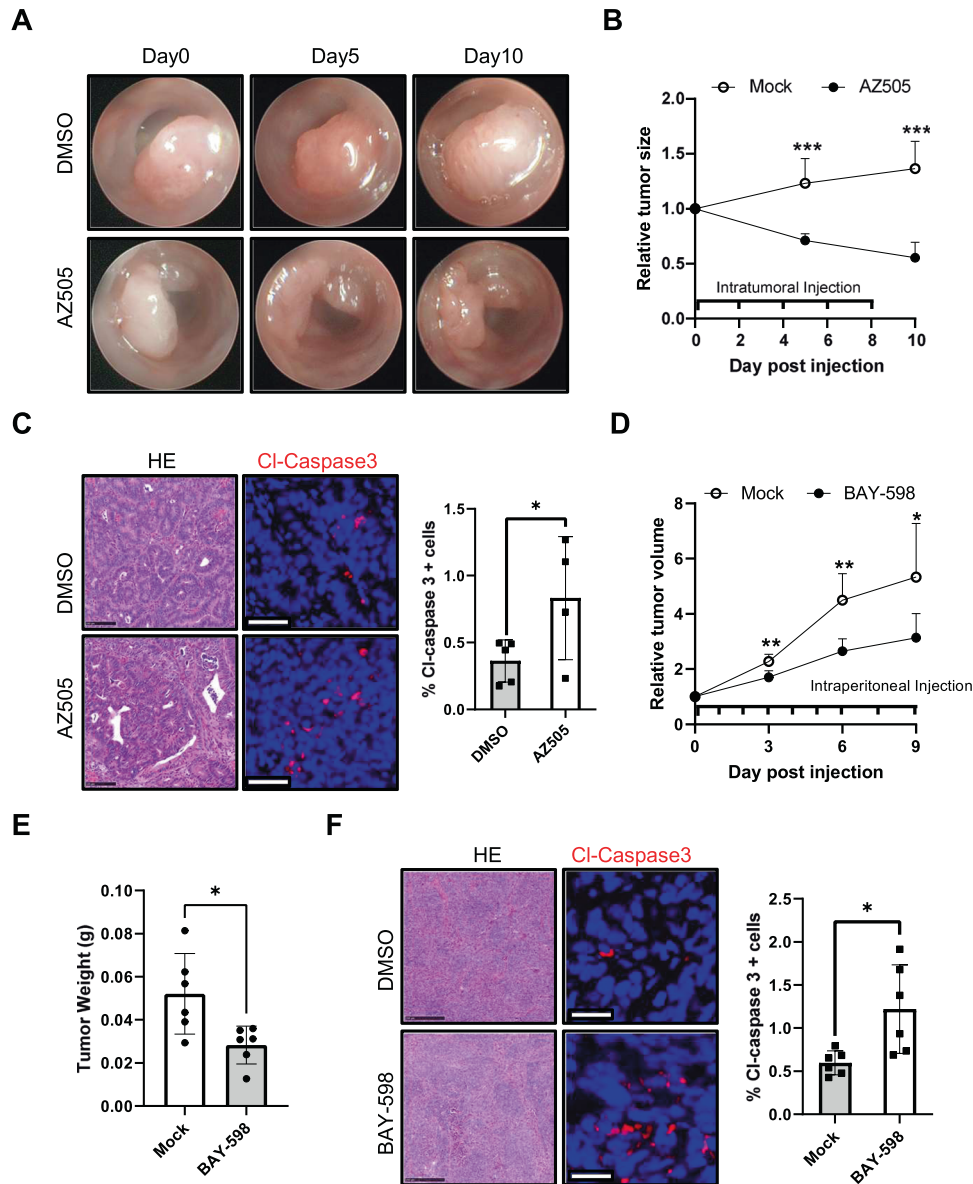 A
Day0
Day5
Day10
DMSO
AZ505
B
Mock
AZ505
Relative tumor size
2.0
1.5
1.0
0.5
0.0
***
***
Intratumoral Injection
0
2
4
6
8
10
Day post injection
C
HE
Cl-Caspase3
DMSO
AZ505
% Cl-caspase 3 + cells
1.5
1.0
0.5
0.0
*
DMSO
AZ505
D
Mock
BAY-598
Relative tumor volume
8
6
4
2
0
**
**
*
Intraperitoneal Injection
0
3
6
9
Day post injection
E
Tumor Weight (g)
0.10
0.08
0.06
0.04
0.02
0.00
*
Mock
BAY-598
F
HE
Cl-Caspase3
DMSO
BAY-598
% Cl-caspase 3 + cells
2.5
2.0
1.5
1.0
0.5
0.0
*
Mock
BAY-598